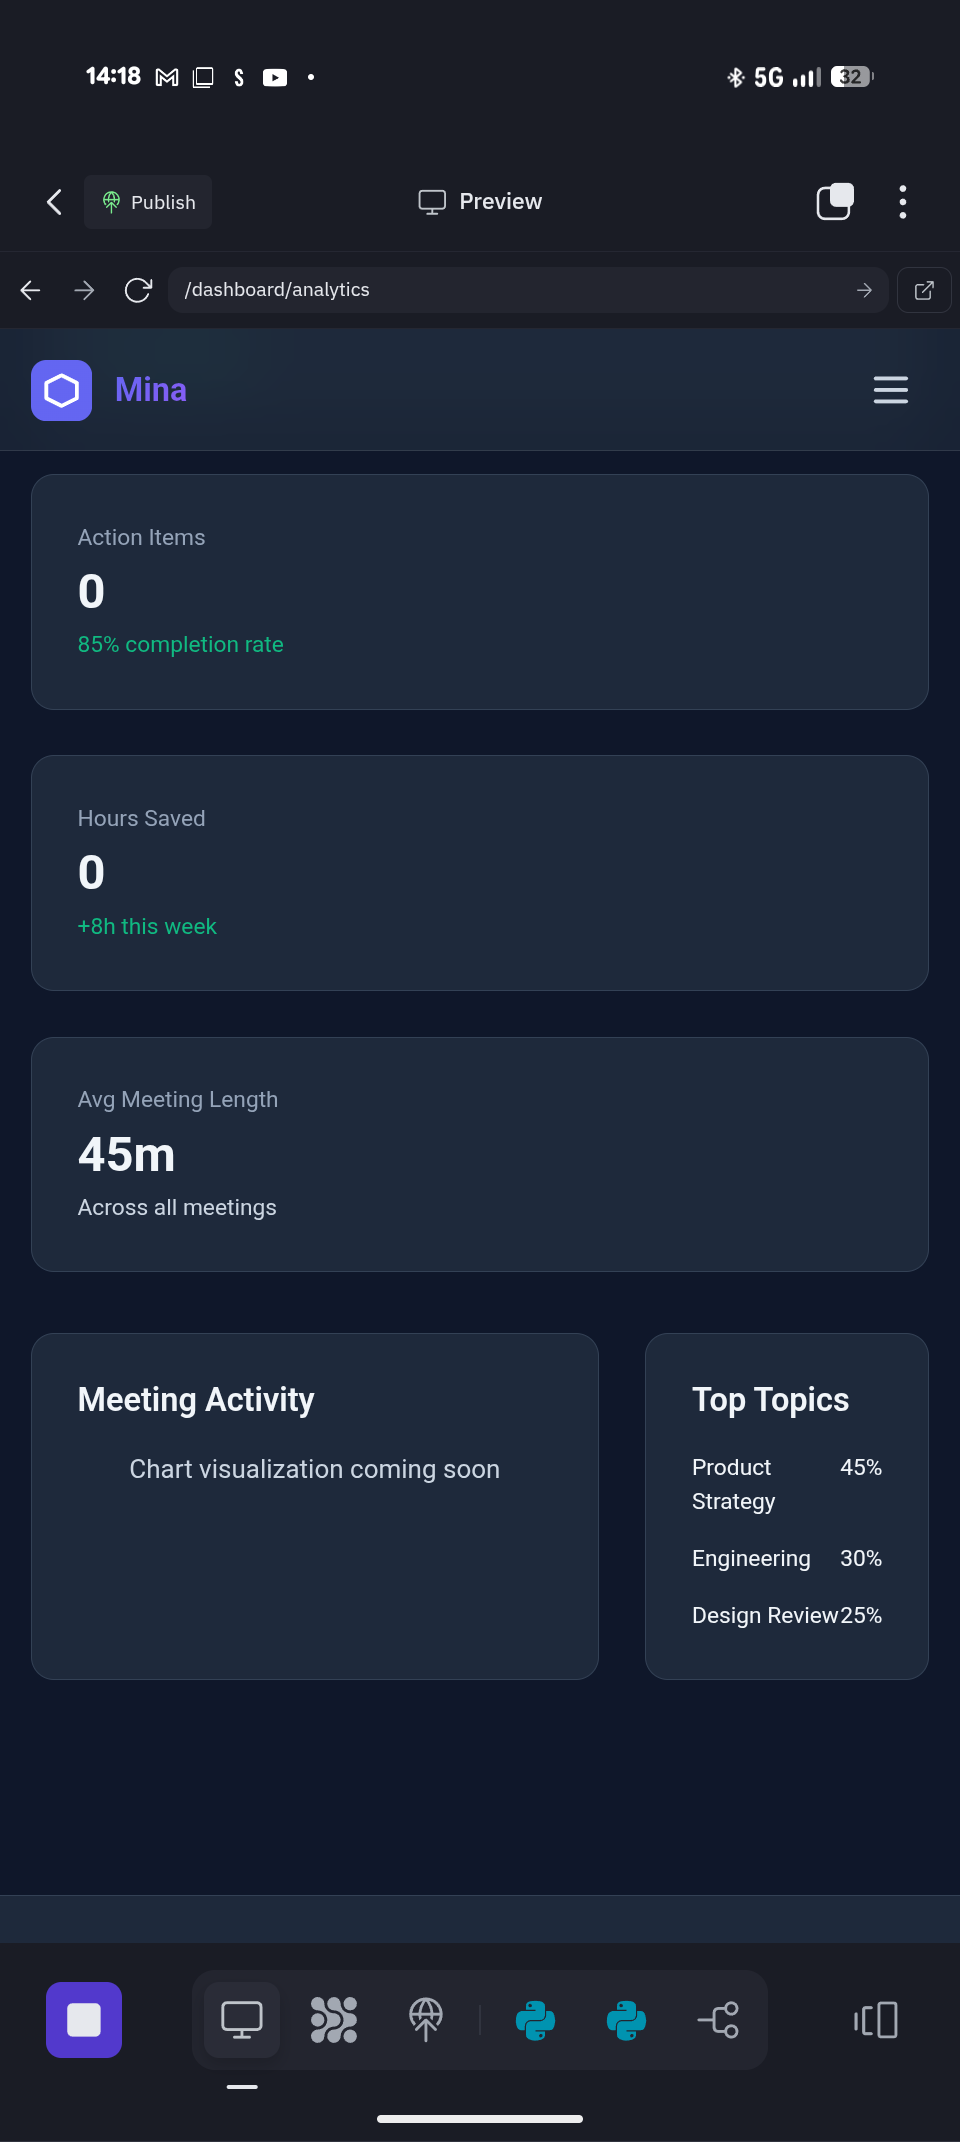 14:18
5G
32
Publish
Preview
/dashboard/analytics
Mina
Action Items
0
85% completion rate
Hours Saved
0
+8h this week
Avg Meeting Length
45m
Across all meetings
Meeting Activity
Chart visualization coming soon
Top Topics
Product 45%
Strategy
Engineering 30%
Design Review 25%